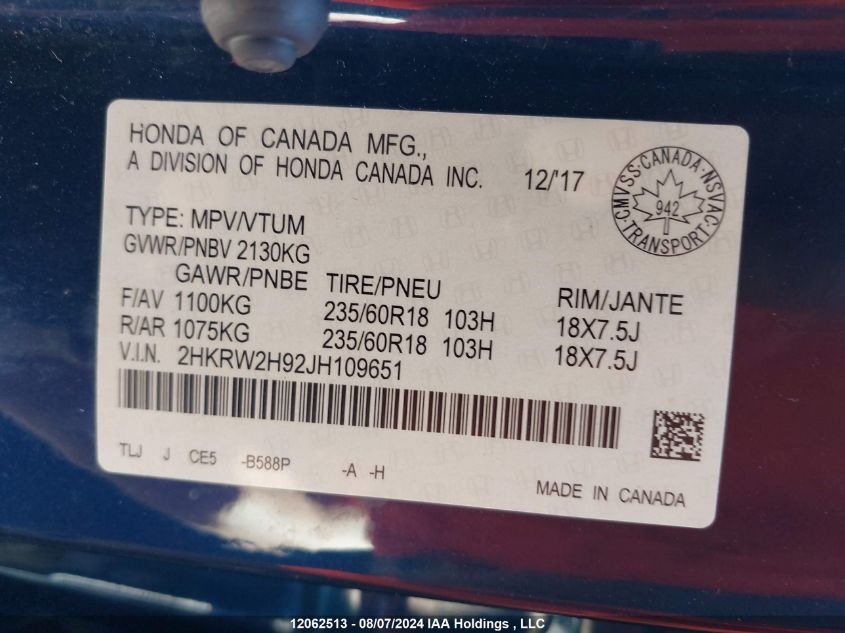 HONDA OF CANADA MFG.,
A DIVISION OF HONDA CANADA INC. 12/'17
CMVSS·CANADA·NSVAC·TRANSPORT
942
TYPE: MPV/VTUM
GVWR/PNBV 2130KG
GAWR/PNBE TIRE/PNEU RIM/JANTE
F/AV 1100KG 235/60R18 103H 18X7.5J
R/AR 1075KG 235/60R18 103H 18X7.5J
V.I.N. 2HKRW2H92JH109651
TLJ J CE5 -B588P -A -H
MADE IN CANADA
12062513 - 08/07/2024 IAA Holdings , LLC